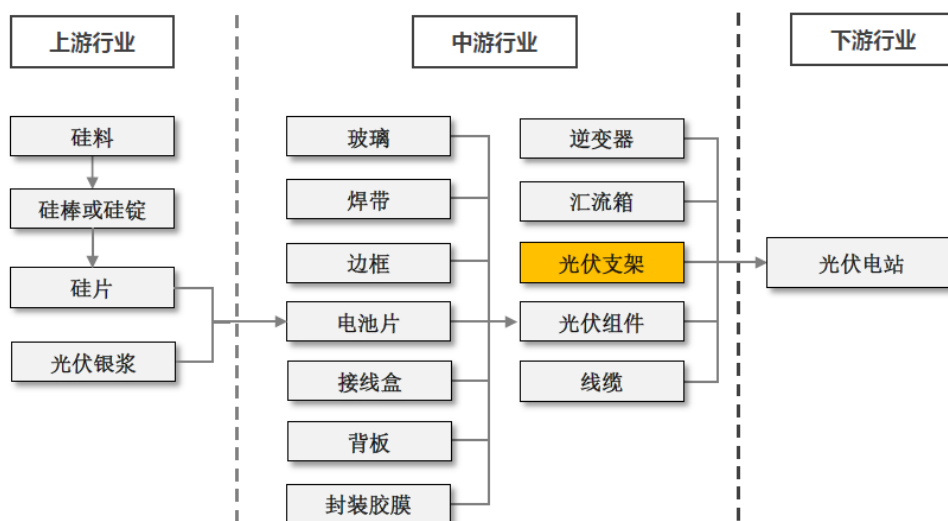 上游行业
中游行业
下游行业
硅料
硅棒或硅锭
硅片
光伏银浆
玻璃
焊带
边框
电池片
接线盒
背板
封装胶膜
逆变器
汇流箱
光伏支架
光伏组件
线缆
光伏电站